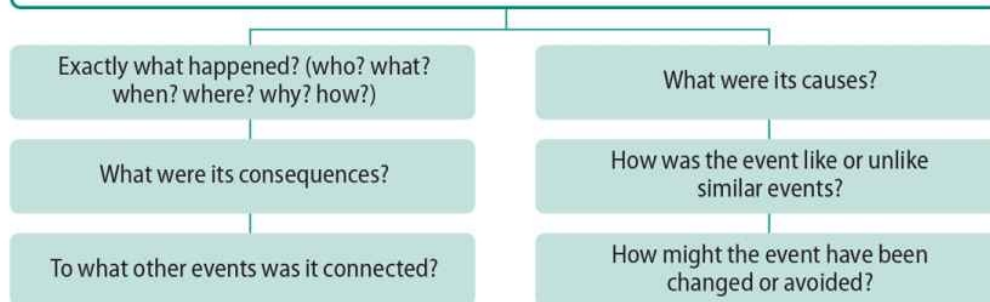 Exactly what happened? (who? what?
when? where? why? how?)
What were its causes?
What were its consequences?
How was the event like or unlike
similar events?
To what other events was it connected?
How might the event have been
changed or avoided?